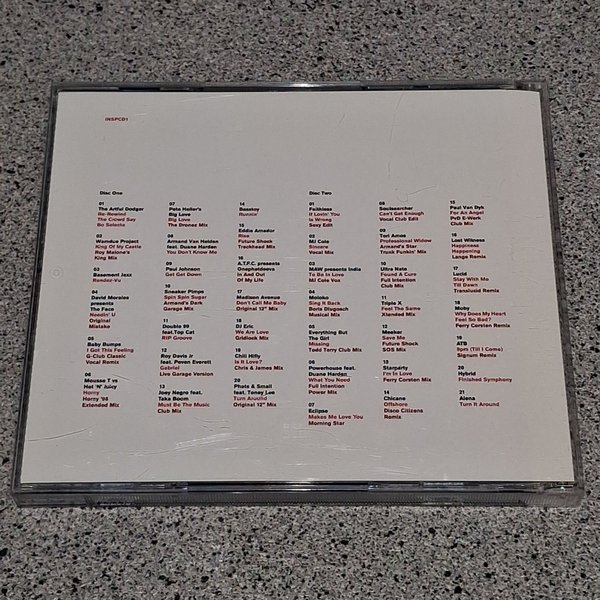 INSPCD1
Disc One
01
The Artful Dodger
Re-Rewind
The Crowd Say
Bo Selecta
02
Wamdue Project
King Of My Castle
Roy Malone's
King Mix
03
Basement Jaxx
Rendez-Vu
04
David Morales
presents
The Face
Needin' U
Original
Mistake
05
Baby Bumps
I Got This Feeling
G-Club Classic
Vocal Remix
06
Mousse T vs
Hot 'N' Juicy
Horny
Horny '98
Extended Mix
07
Pete Heller's
Big Love
Big Love
The Dronez Mix
08
Armand Van Helden
feat. Duane Harden
You Don't Know Me
09
Paul Johnson
Get Get Down
10
Sneaker Pimps
Spin Spin Sugar
Armand's Dark
Garage Mix
11
Double 99
feat.Top Cat
RIP Groove
12
Roy Davis Jr
feat. Peven Everett
Gabriel
Live Garage Version
13
Joey Negro feat.
Taka Boom
Must Be The Music
Club Mix
14
Basstoy
Runnin'
15
Eddie Amador
Rise
Future Shock
Trackhead Mix
16
A.T.F.C. presents
Onephatdeeva
In And Out
Of My Life
17
Madison Avenue
Don't Call Me Baby
Original 12" Mix
18
DJ Eric
We Are Love
Gridlock Mix
19
Chili Hifly
Is It Love?
Chris & James Mix
20
Phats & Small
feat. Toney Lee
Turn Around
Original 12" Mix
Disc Two
01
Faithless
If Lovin' You
Is Wrong
Sexy Edit
02
MJ Cole
Sincere
Vocal Mix
03
MAW presents India
To Be In Love
MJ Cole Vox
04
Moloko
Sing It Back
Boris Dlugosch
Musical Mix
05
Everything But
The Girl
Missing
Todd Terry Club Mix
06
Powerhouse feat.
Duane Harden
What You Need
Full Intention
Power Mix
07
Eclipse
Makes Me Love You
Morning Star
08
Soulsearcher
Can't Get Enough
Vocal Club Edit
09
Tori Amos
Professional Widow
Armand's Star
Trunk Funkin' Mix
10
Ultra Nate
Found A Cure
Full Intention
Club Mix
11
Triple X
Feel The Same
Xtended Mix
12
Meeker
Save Me
Future Shock
SOS Mix
13
Starparty
I'm In Love
Ferry Corsten Mix
14
Chicane
Offshore
Disco Citizens
Remix
15
Paul Van Dyk
For An Angel
PvD E-Werk
Club Mix
16
Lost Witness
Happiness
Happening
Lange Remix
17
Lucid
Stay With Me
Till Dawn
Translucid Remix
18
Moby
Why Does My Heart
Feel So Bad?
Ferry Corsten Remix
19
ATB
9pm (Till I Come)
Signum Remix
20
Hybrid
Finished Symphony
21
Alena
Turn It Around